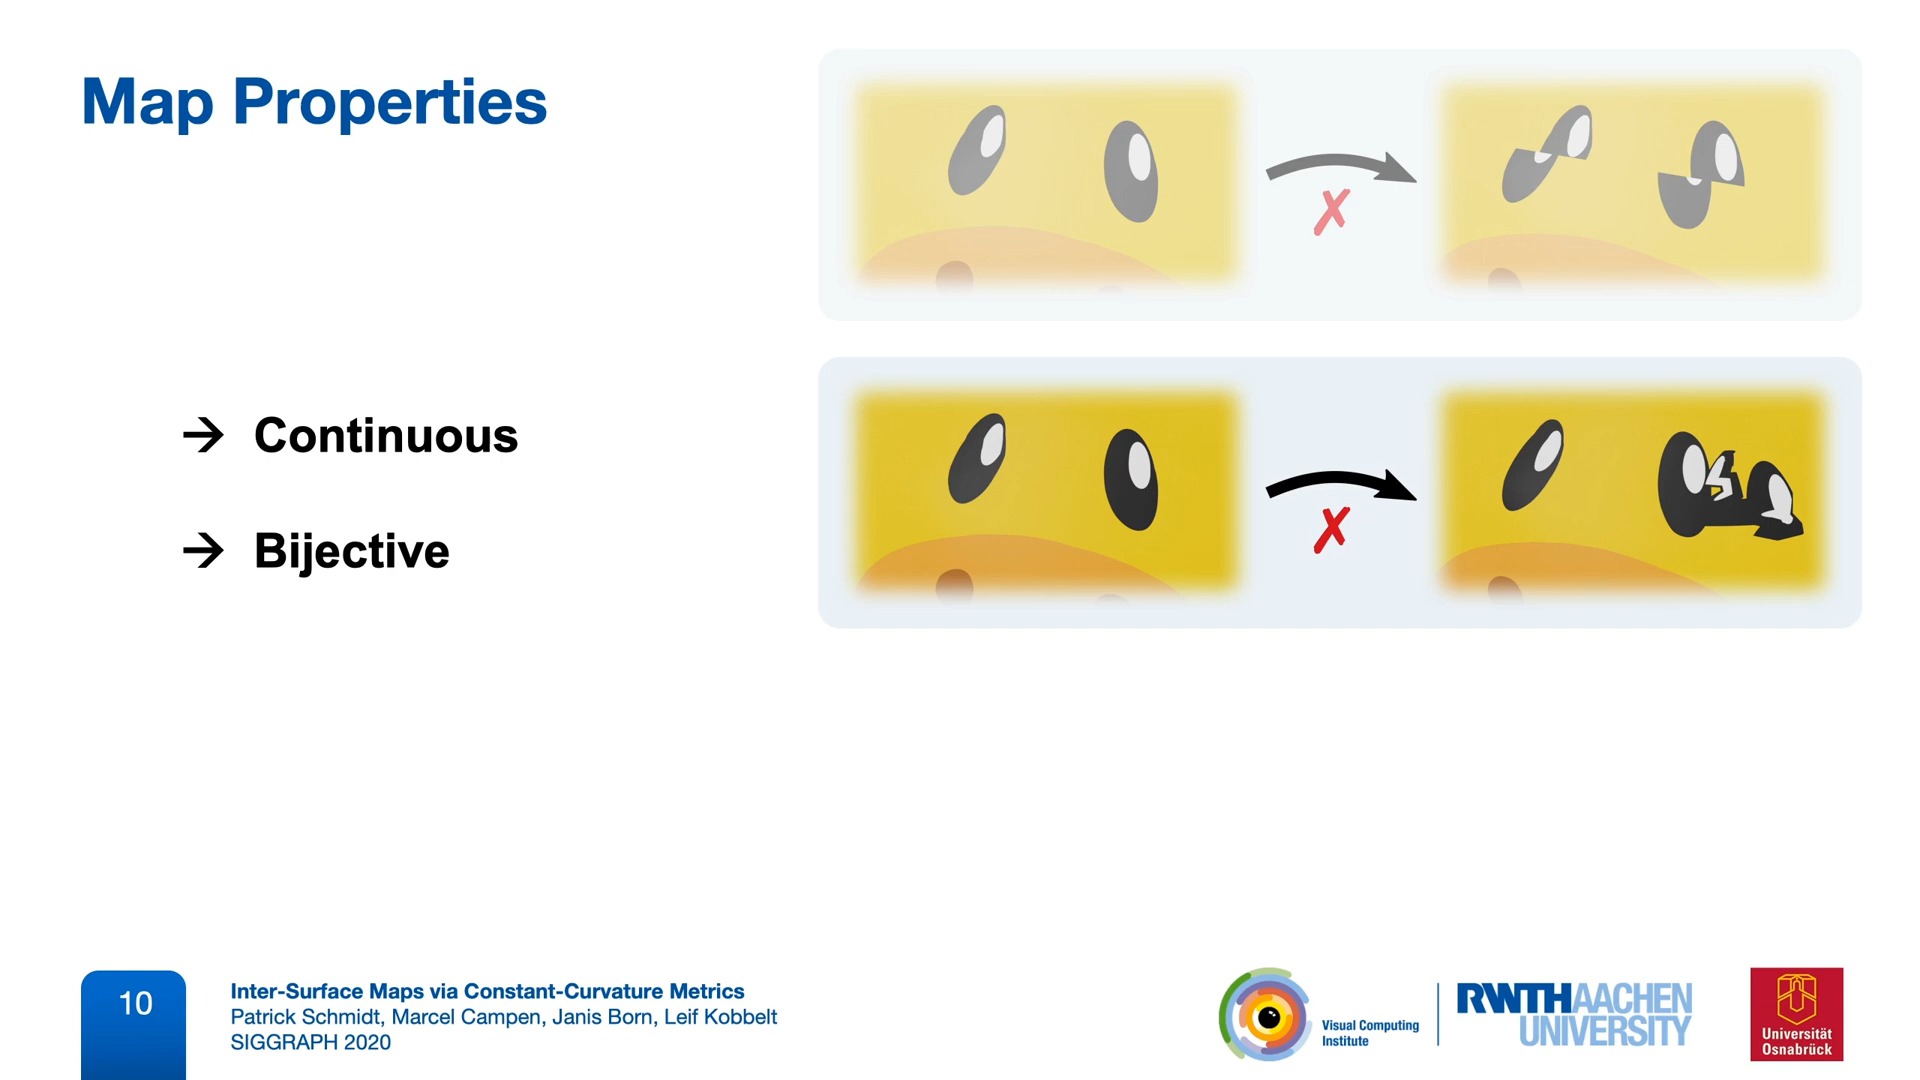 Map Properties
→ Continuous
→ Bijective
10
Inter-Surface Maps via Constant-Curvature Metrics
Patrick Schmidt, Marcel Campen, Janis Born, Leif Kobbelt
SIGGRAPH 2020
Visual Computing
Institute
RWTHAACHEN
UNIVERSITY
Universität
Osnabrück